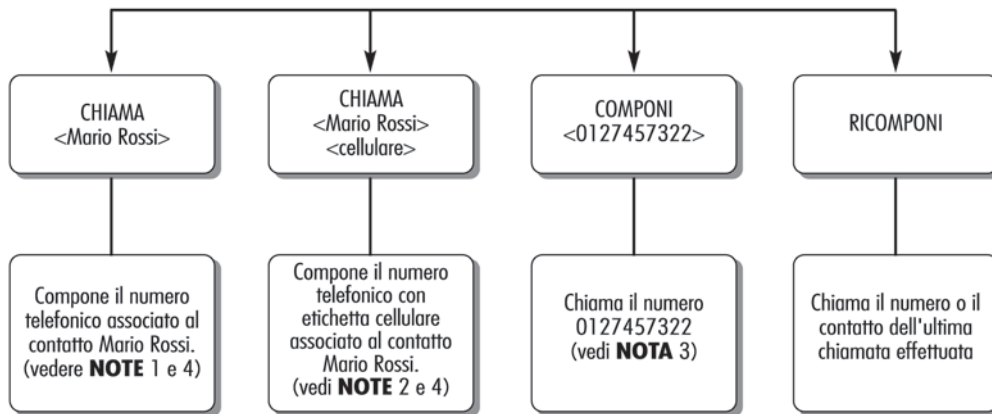 CHIAMA
<Mario Rossi>
CHIAMA
<Mario Rossi>
<cellulare>
COMPONI
<0127457322>
RICOMPONI
Compone il numero
telefonico associato al
contatto Mario Rossi.
(vedere NOTE 1 e 4)
Compone il numero
telefonico con
etichetta cellulare
associato al contatto
Mario Rossi.
(vedi NOTE 2 e 4)
Chiama il numero
0127457322
(vedi NOTA 3)
Chiama il numero o il
contatto dell'ultima
chiamata effettuata